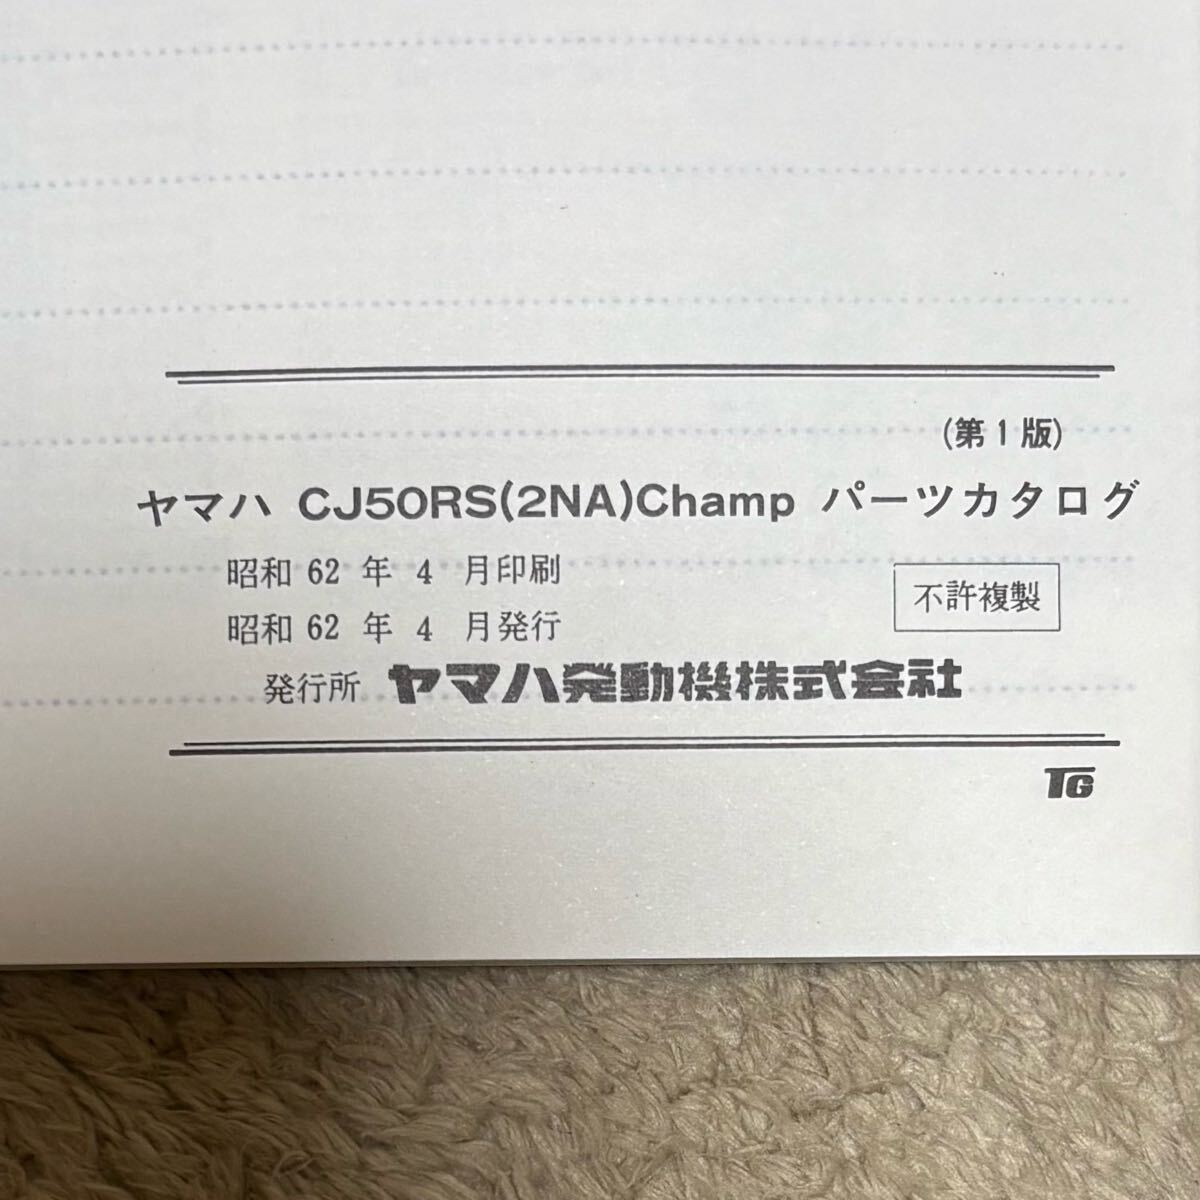 (第1版)
ヤマハ CJ50RS(2NA)Champ パーツカタログ
昭和 62 年 4 月印刷
昭和 62 年 4 月発行
不許複製
発行所 ヤマハ発動機株式会社
TG